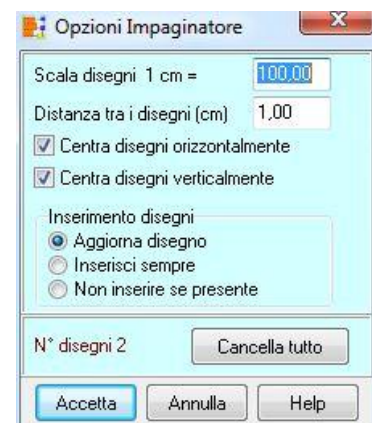 Opzioni Impaginatore
Scala disegni 1 cm = 100,00
Distanza tra i disegni (cm) 1,00
Centra disegni orizzontalmente
Centra disegni verticalmente
Inserimento disegni
Aggiorna disegno
Inserisci sempre
Non inserire se presente
N° disegni 2 Cancella tutto
Accetta Annulla Help